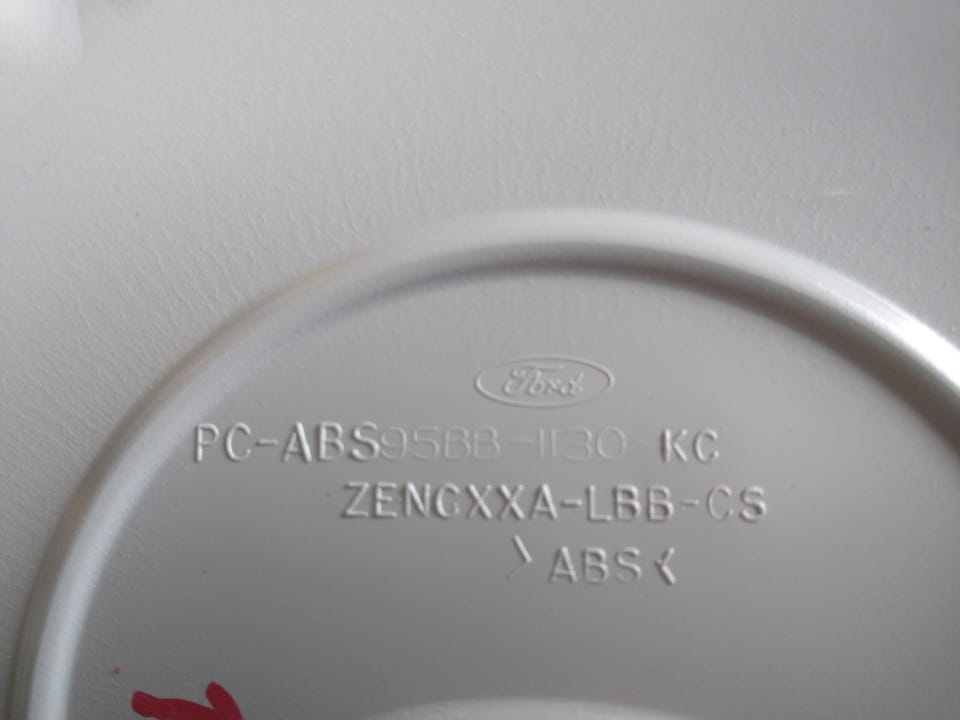 Ford
PC-ABS95BB-1130 KC
ZENCXXA-LBB-CS
>ABS<